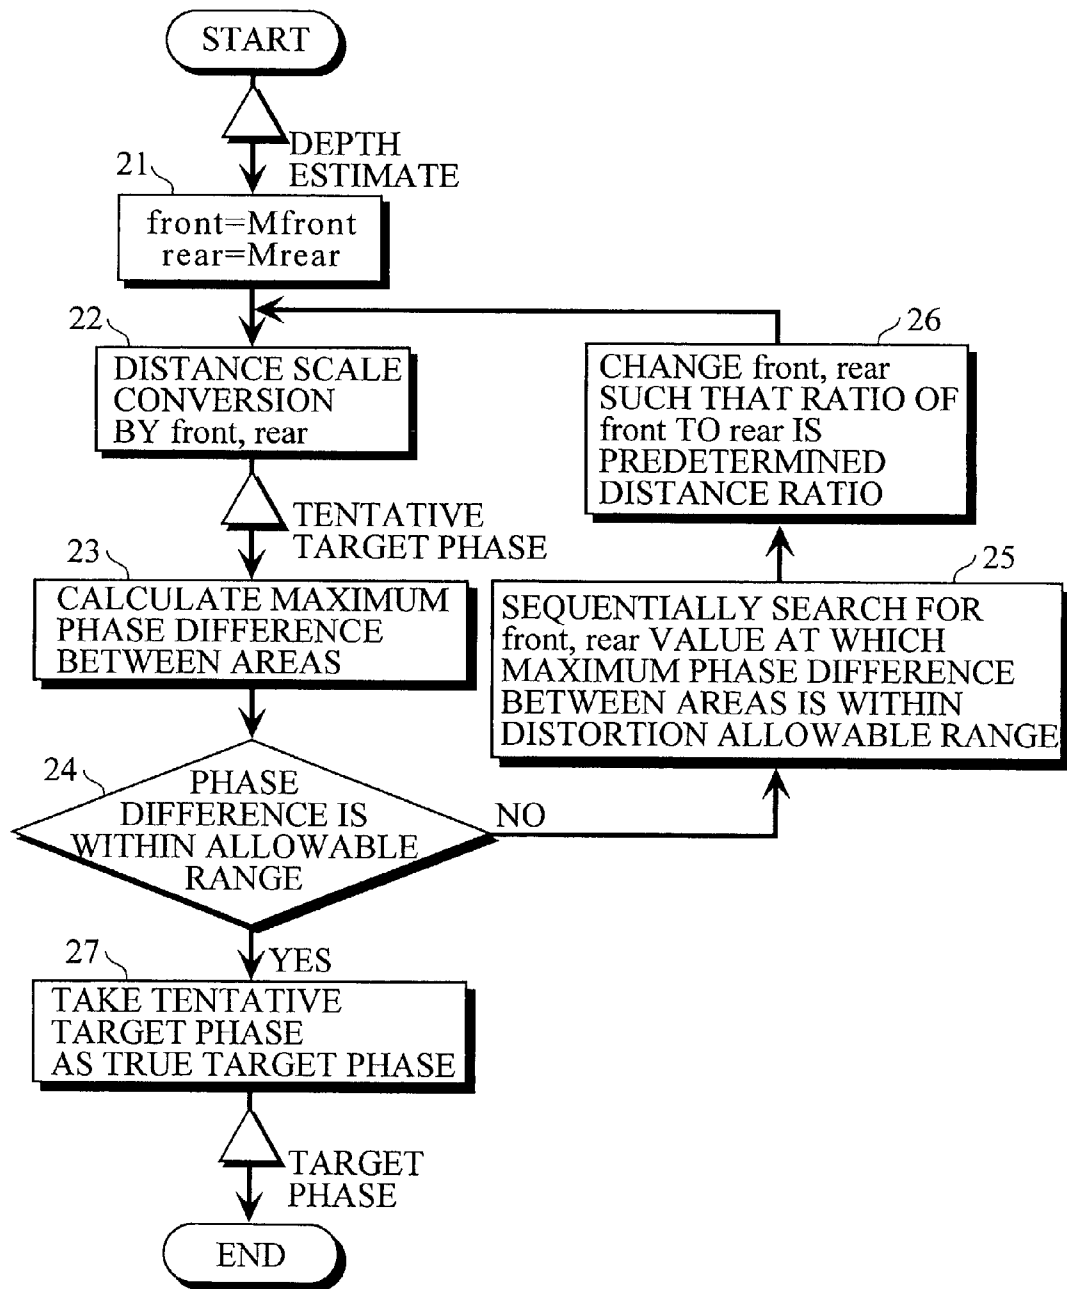 START
DEPTH
ESTIMATE
21
front=Mfront
rear=Mrear
22
DISTANCE SCALE
CONVERSION
BY front, rear
26
CHANGE front, rear
SUCH THAT RATIO OF
front TO rear IS
PREDETERMINED
DISTANCE RATIO
TENTATIVE
TARGET PHASE
23
CALCULATE MAXIMUM
PHASE DIFFERENCE
BETWEEN AREAS
25
SEQUENTIALLY SEARCH FOR
front, rear VALUE AT WHICH
MAXIMUM PHASE DIFFERENCE
BETWEEN AREAS IS WITHIN
DISTORTION ALLOWABLE RANGE
24
PHASE
DIFFERENCE IS
WITHIN ALLOWABLE
RANGE
NO
YES
27
TAKE TENTATIVE
TARGET PHASE
AS TRUE TARGET PHASE
TARGET
PHASE
END